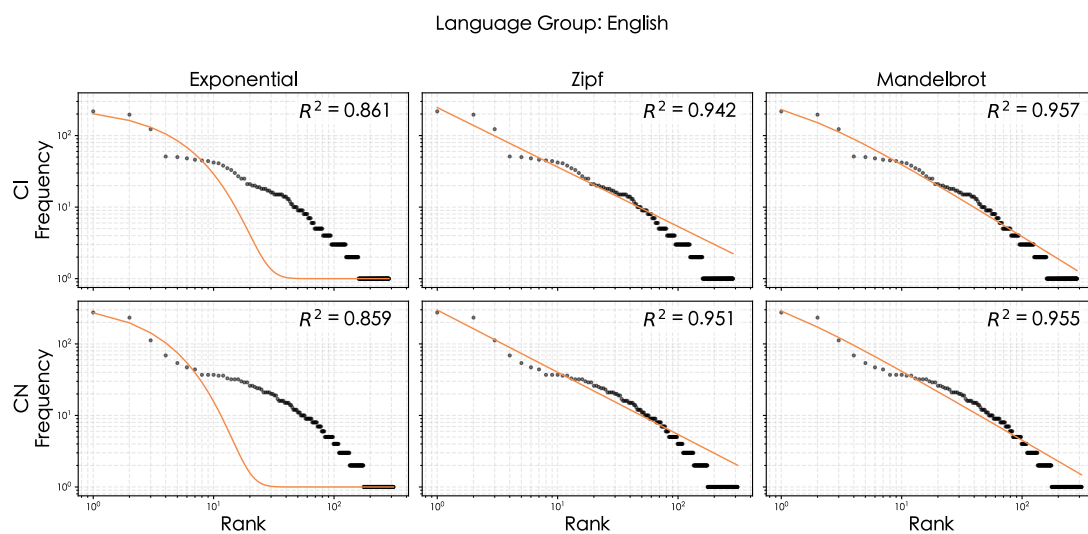 Language Group: English
Exponential
Zipf
Mandelbrot
CI
Frequency
10²
10¹
10⁰
R² = 0.861
R² = 0.942
R² = 0.957
CN
Frequency
10²
10¹
10⁰
R² = 0.859
R² = 0.951
R² = 0.955
10⁰ 10¹ 10²
10⁰ 10¹ 10²
10⁰ 10¹ 10²
Rank
Rank
Rank